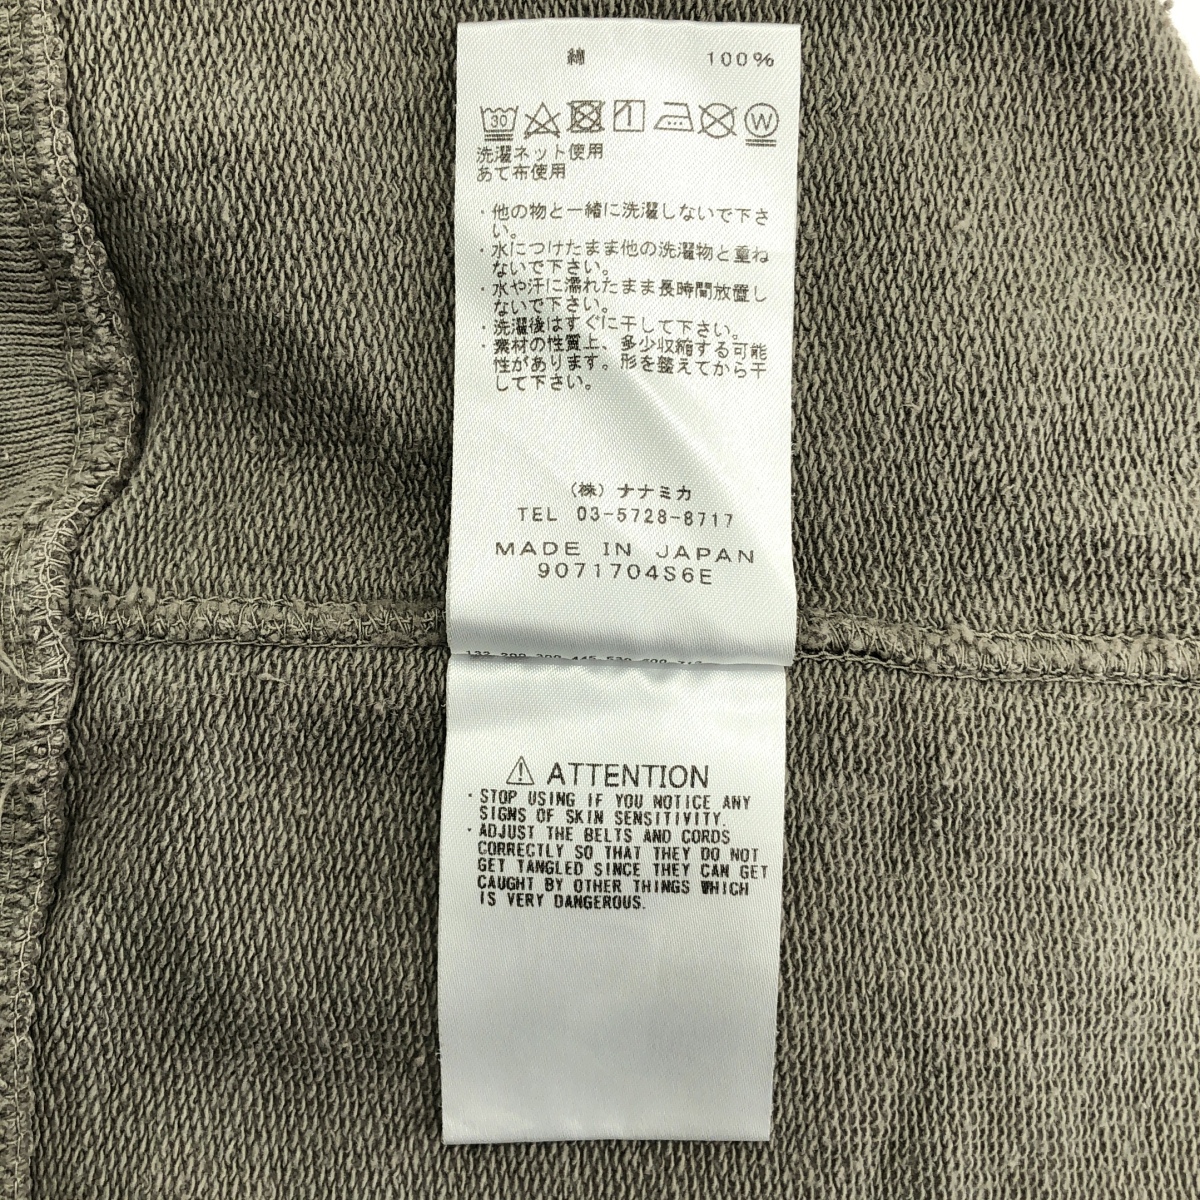 綿 100%
30 W
洗濯ネット使用
あて布使用
・他の物と一緒に洗濯しないで下さ
い。
・水につけたまま他の洗濯物と重ね
ないで下さい。
・水や汗に濡れたまま長時間放置し
ないで下さい。
・洗濯後はすぐに干して下さい。
・素材の性質上、多少収縮する可能
性があります。形を整えてから干
して下さい。
(株) ナナミカ
TEL 03-5728-8717
MADE IN JAPAN
9071704S6E
⚠ ATTENTION
・STOP USING IF YOU NOTICE ANY
SIGNS OF SKIN SENSITIVITY.
・ADJUST THE BELTS AND CORDS
CORRECTLY SO THAT THEY DO NOT
GET TANGLED SINCE THEY CAN GET
CAUGHT BY OTHER THINGS WHICH
IS VERY DANGEROUS.